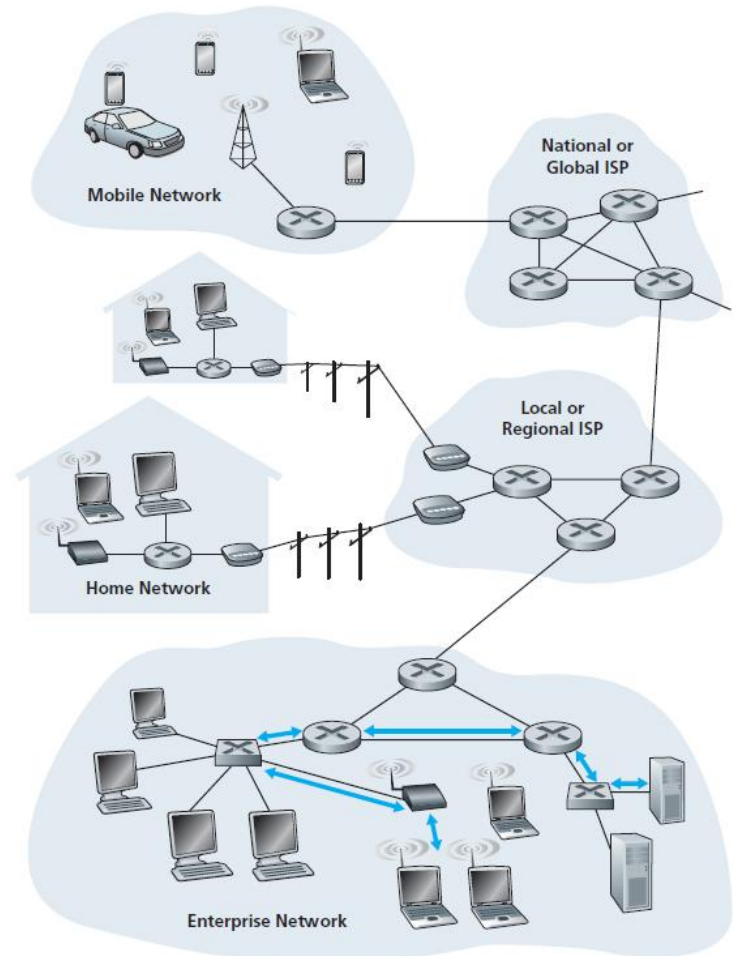 National or
Global ISP
Mobile Network
Local or
Regional ISP
Home Network
Enterprise Network